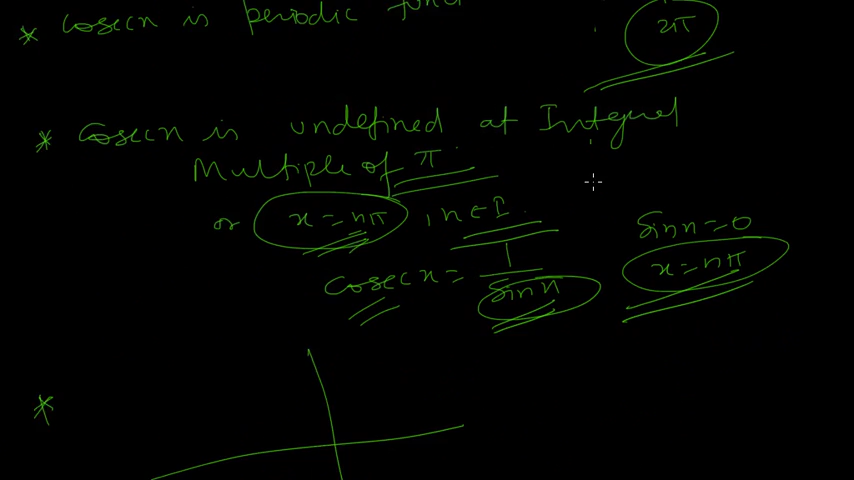 * cosecx is periodic func
2π
* Cosecx is undefined at Integral
Multiple of π.
or x = nπ, n ∈ I.
sinx = 0
cosecx = 1/sinx
x = nπ
*